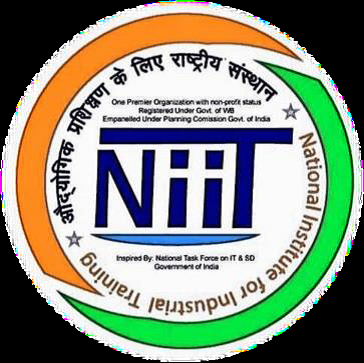 औद्योगिक प्रशिक्षण के लिए राष्ट्रीय संस्थान
One Premier Organization with non-profit status
Registered Under Govt. of WB
Empanelled Under Planning Comission Govt. of India
NiiT
Inspired By: National Task Force on IT & SD
Government of India
National Institute for Industrial Training